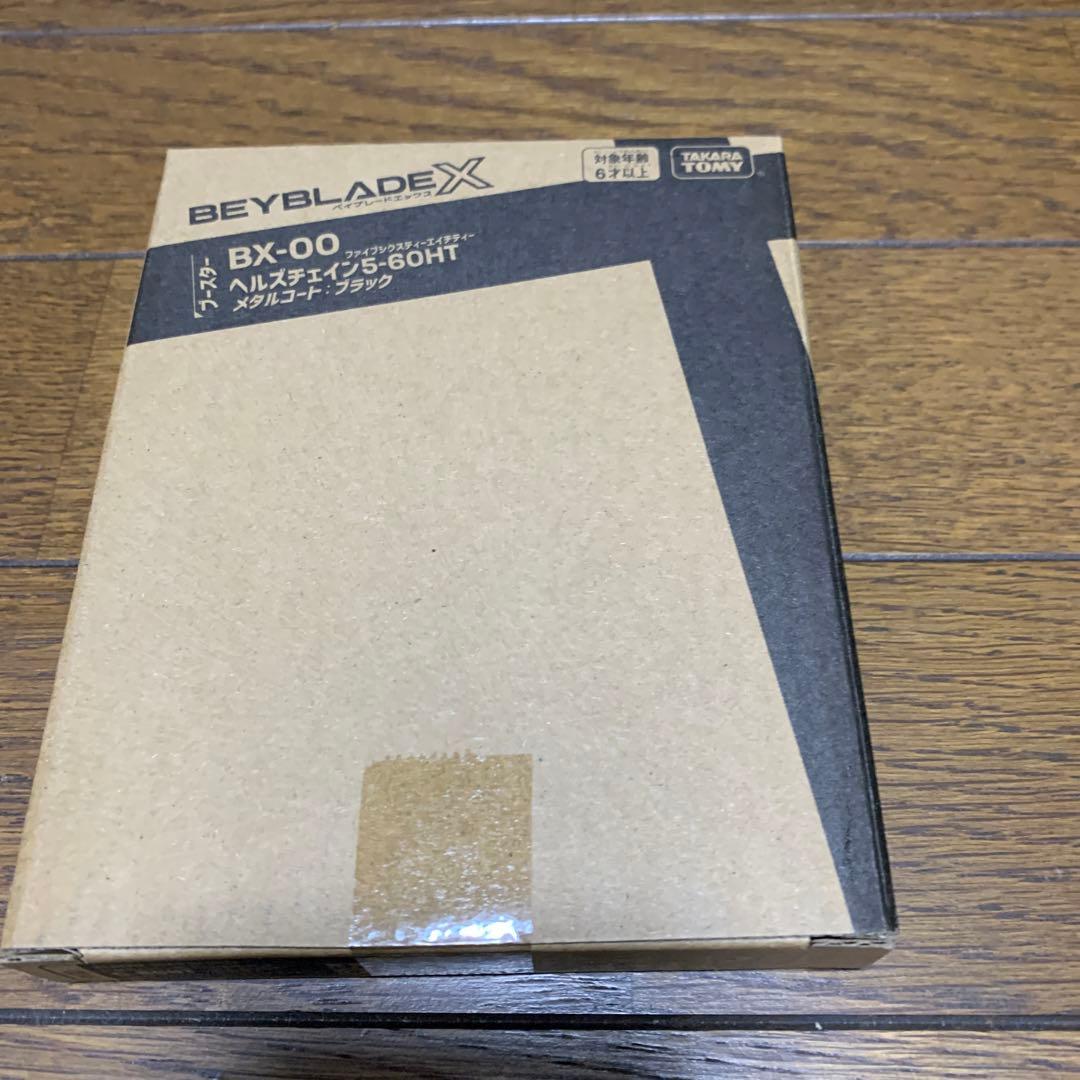 BEYBLADE X
ベイブレードエックス
対象年齢
6才以上
TAKARA
TOMY
ブースター
BX-00
ファイブシクスティーエイチティー
ヘルズチェイン5-60HT
メタルコート:ブラック